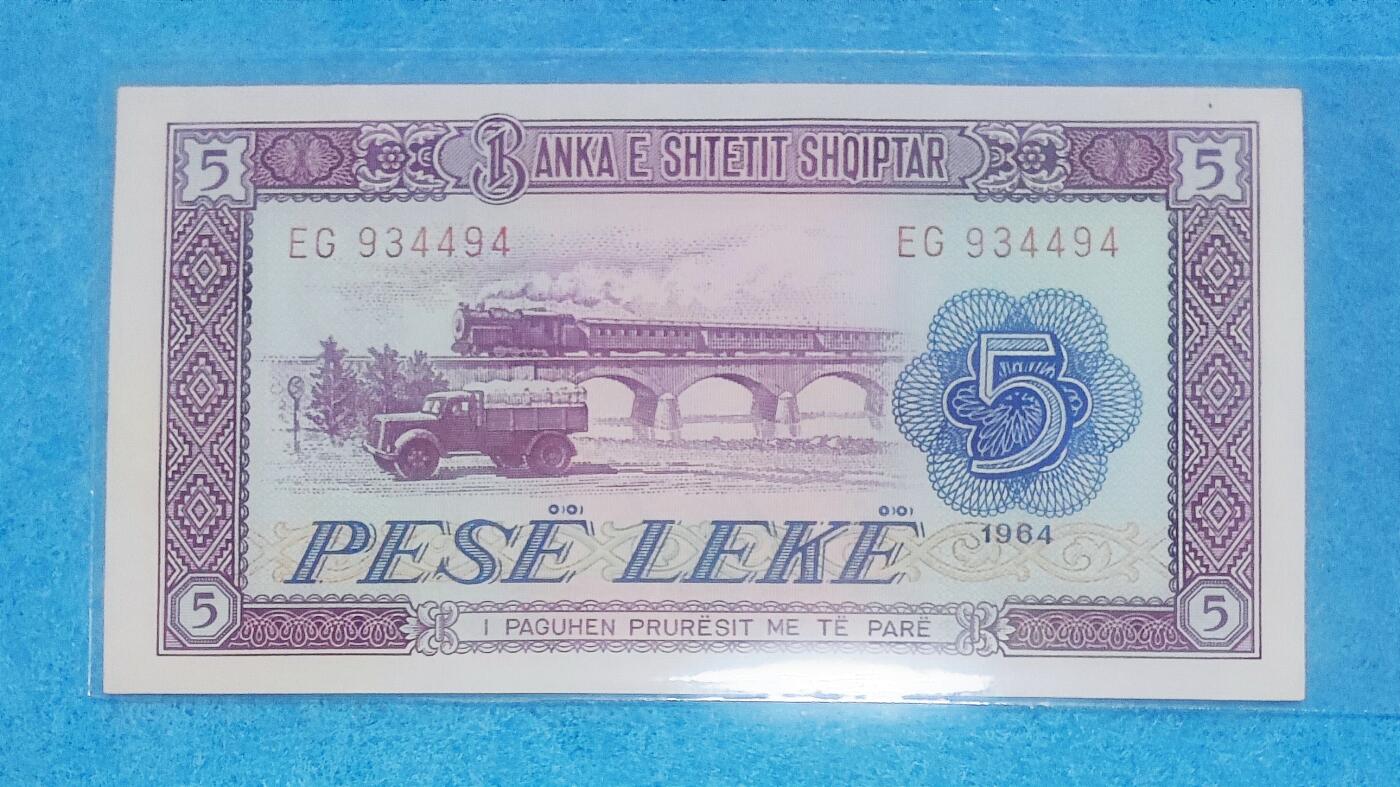 5 BANKA E SHTETIT SHQIPTAR 5
EG 934494 EG 934494
5
PESË LEKË 1964
5 I PAGUHEN PRURËSIT ME TË PARË 5